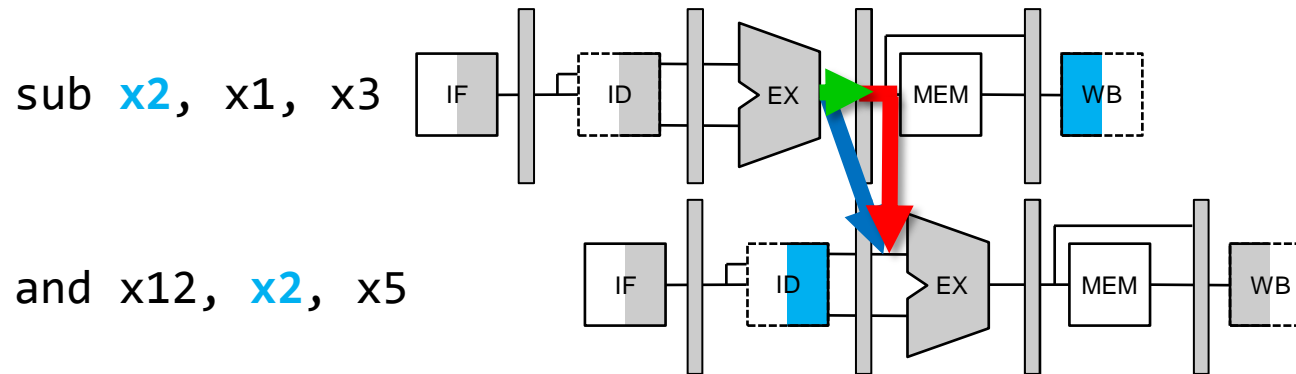 sub x2, x1, x3 IF ID EX MEM WB
and x12, x2, x5 IF ID EX MEM WB